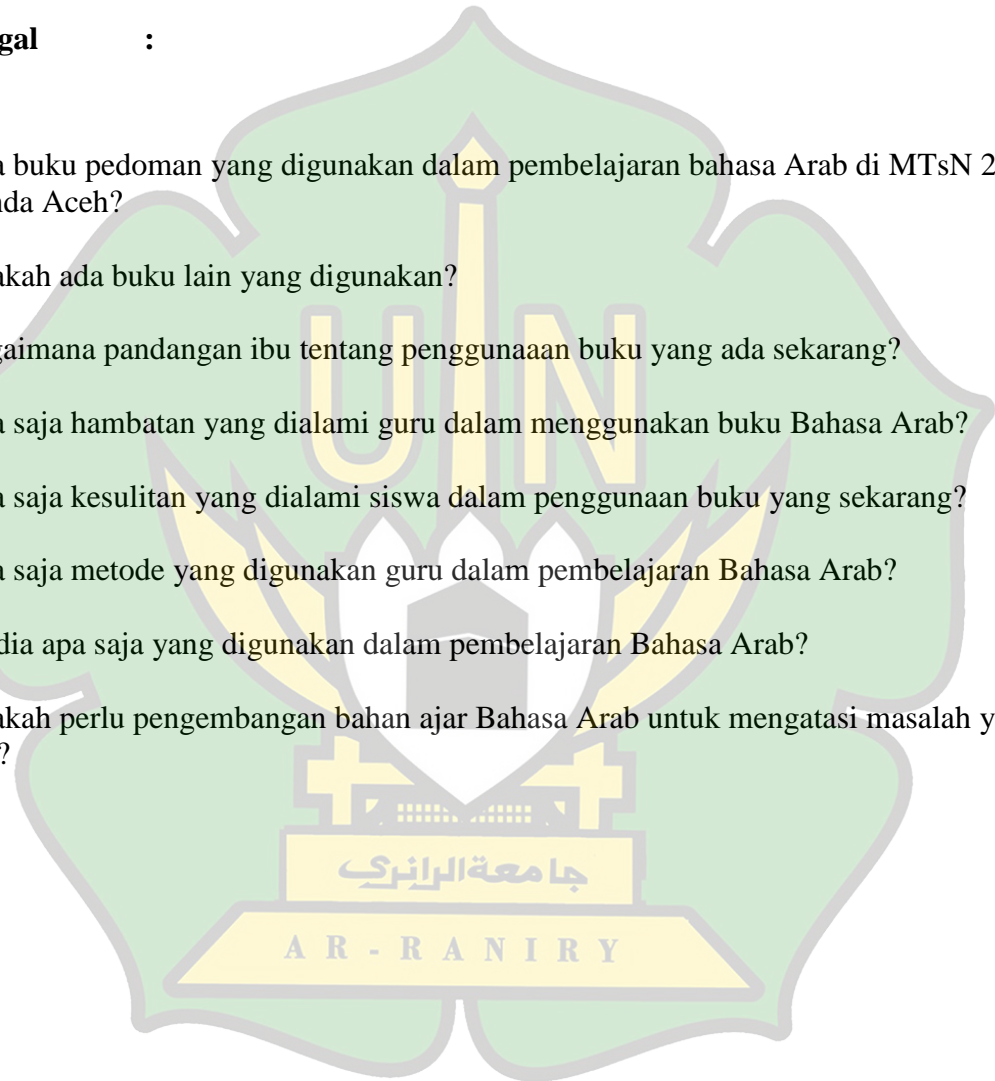 gal :
a buku pedoman yang digunakan dalam pembelajaran bahasa Arab di MTsN 2
nda Aceh?
akah ada buku lain yang digunakan?
gaimana pandangan ibu tentang penggunaaan buku yang ada sekarang?
a saja hambatan yang dialami guru dalam menggunakan buku Bahasa Arab?
a saja kesulitan yang dialami siswa dalam penggunaan buku yang sekarang?
a saja metode yang digunakan guru dalam pembelajaran Bahasa Arab?
dia apa saja yang digunakan dalam pembelajaran Bahasa Arab?
akah perlu pengembangan bahan ajar Bahasa Arab untuk mengatasi masalah y
?
UIN
جامعة الرانري
AR-RANIRY